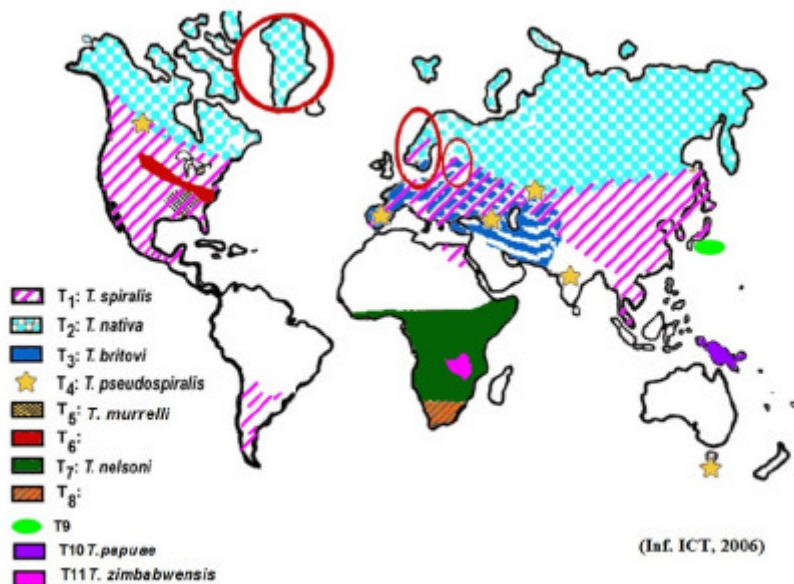 T1: T. spiralis
T2: T. nativa
T3: T. britovi
T4: T. pseudospiralis
T5: T. murrelli
T6:
T7: T. nelsoni
T8:
T9
T10 T. papuae
T11 T. zimbabwensis
(Inf. ICT, 2006)